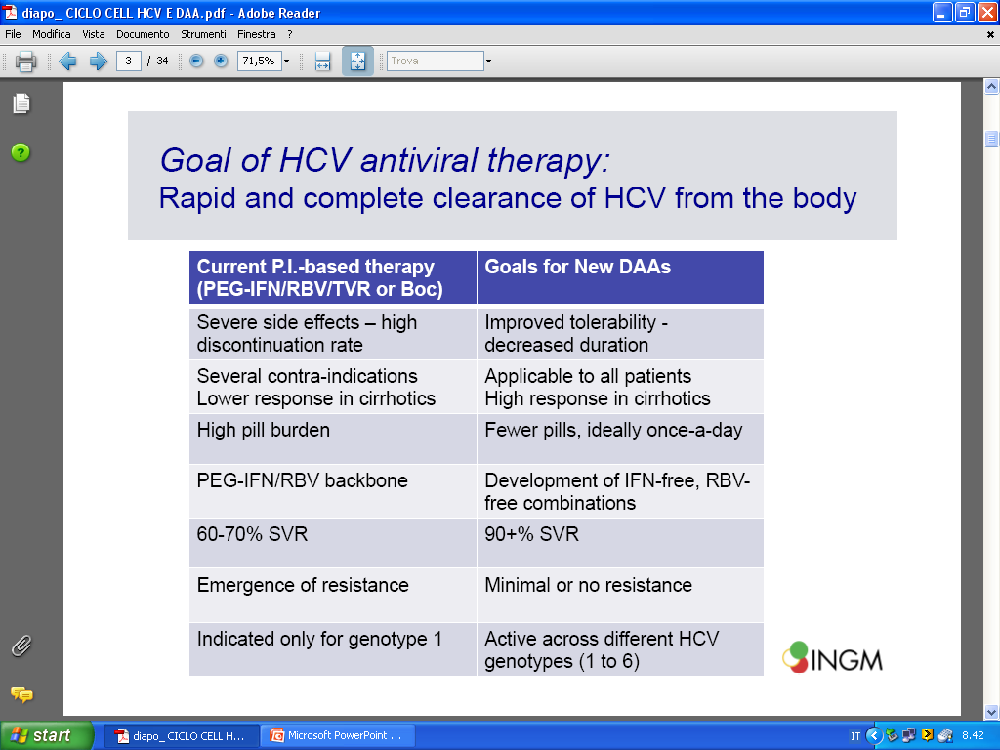 diapo_ CICLO CELL HCV E DAA.pdf - Adobe Reader
File Modifica Vista Documento Strumenti Finestra ?
3 / 34 71,5% Trova
Goal of HCV antiviral therapy:
Rapid and complete clearance of HCV from the body
Current P.I.-based therapy
(PEG-IFN/RBV/TVR or Boc)
Goals for New DAAs
Severe side effects – high
discontinuation rate
Improved tolerability -
decreased duration
Several contra-indications
Lower response in cirrhotics
Applicable to all patients
High response in cirrhotics
High pill burden
Fewer pills, ideally once-a-day
PEG-IFN/RBV backbone
Development of IFN-free, RBV-
free combinations
60-70% SVR
90+% SVR
Emergence of resistance
Minimal or no resistance
Indicated only for genotype 1
Active across different HCV
genotypes (1 to 6)
INGM
start diapo_ CICLO CELL H... Microsoft PowerPoint ... IT 8.42